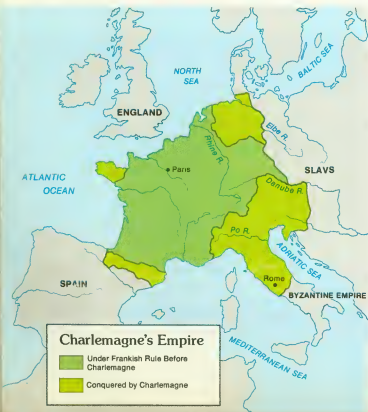 NORTH
SEA
BALTIC SEA
ENGLAND
Elbe R.
Rhine R.
SLAVS
Paris
ATLANTIC
OCEAN
Danube R.
Po R.
ADRIATIC SEA
SPAIN
Rome
BYZANTINE EMPIRE
MEDITERRANEAN SEA
Charlemagne's Empire
Under Frankish Rule Before
Charlemagne
Conquered by Charlemagne